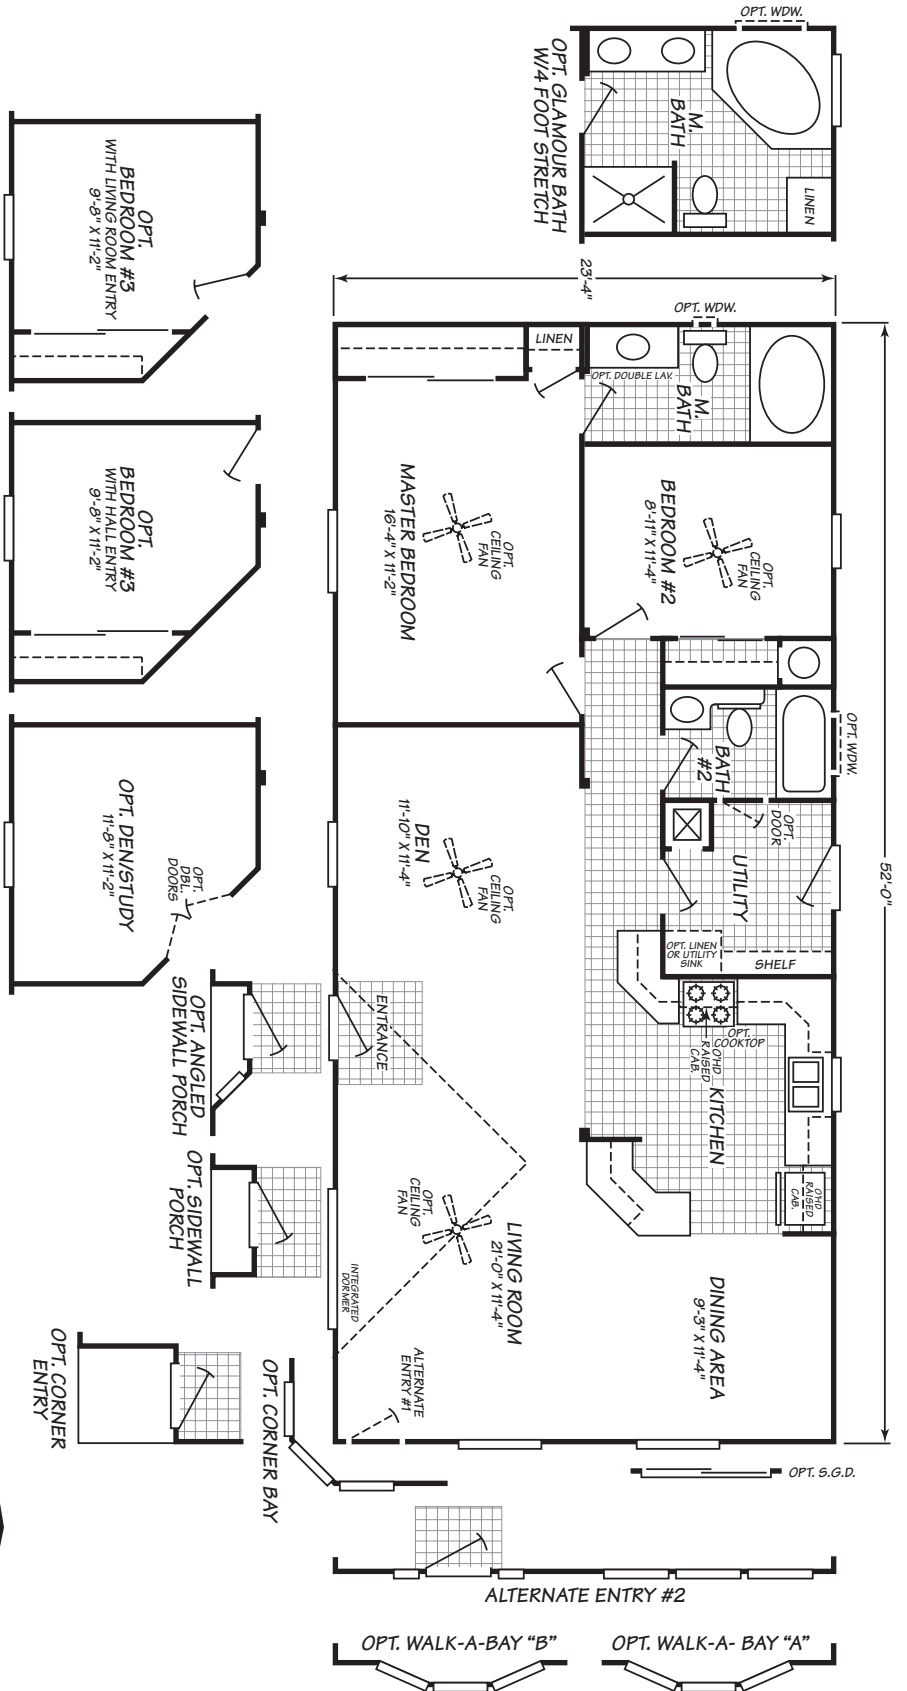 OPT. WDW.
OPT. GLAMOUR BATH
W/4 FOOT STRETCH
M.
BATH
LINEN
OPT.
BEDROOM #3
WITH LIVING ROOM ENTRY
9'-8" X 11'-2"
23'-4"
OPT. WDW.
LINEN
OPT. DOUBLE LAV.
M.
BATH
OPT.
BEDROOM #3
WITH HALL ENTRY
9'-8" X 11'-2"
MASTER BEDROOM
16'-4" X 11'-2"
OPT.
CEILING
FAN
BEDROOM #2
8'-11" X 11'-4"
OPT.
CEILING
FAN
BATH
#2
OPT. WDW.
OPT.
DOOR
UTILITY
52'-0"
OPT. LINEN
OR UTILITY
SINK
SHELF
DEN
11'-10" X 11'-4"
OPT.
CEILING
FAN
OPT. DEN/STUDY
11'-8" X 11'-2"
OPT.
DBL.
DOORS
ENTRANCE
OPT.
COOKTOP
O'HD
RAISED
CAB.
KITCHEN
O'HD
RAISED
CAB.
OPT. ANGLED
SIDEWALL PORCH
OPT. SIDEWALL
PORCH
OPT.
CEILING
FAN
LIVING ROOM
21'-0" X 11'-4"
INTEGRATED
DORMER
DINING AREA
9'-3" X 11'-4"
ALTERNATE
ENTRY #1
OPT. CORNER
ENTRY
OPT. CORNER BAY
OPT. S.G.D.
ALTERNATE ENTRY #2
OPT. WALK-A-BAY "B"
OPT. WALK-A- BAY "A"